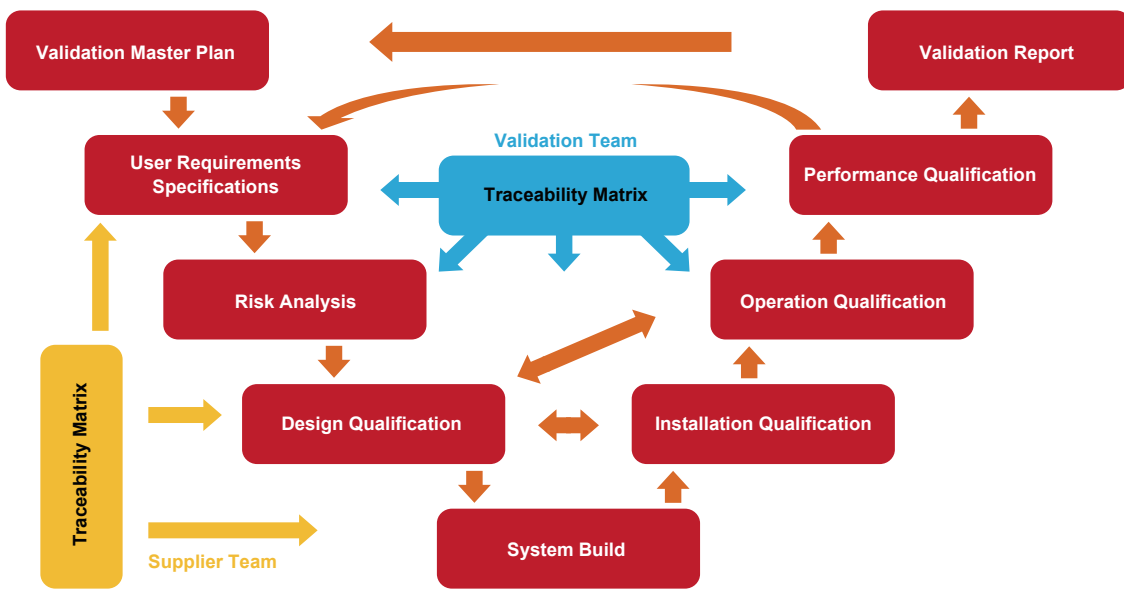 Validation Master Plan
Validation Report
Validation Team
User Requirements
Specifications
Traceability Matrix
Performance Qualification
Risk Analysis
Operation Qualification
Traceability Matrix
Design Qualification
Installation Qualification
System Build
Supplier Team